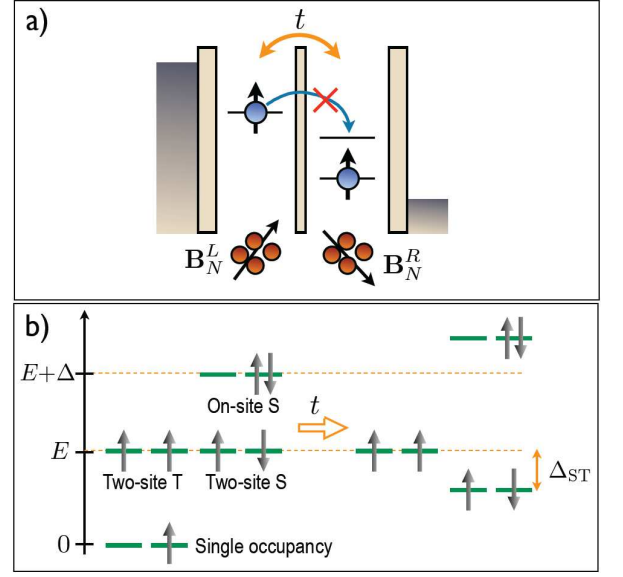 a)
t
B_N^L
B_N^R
b)
E+Δ
On-site S
t
E
Two-site T
Two-site S
Δ_ST
0
Single occupancy